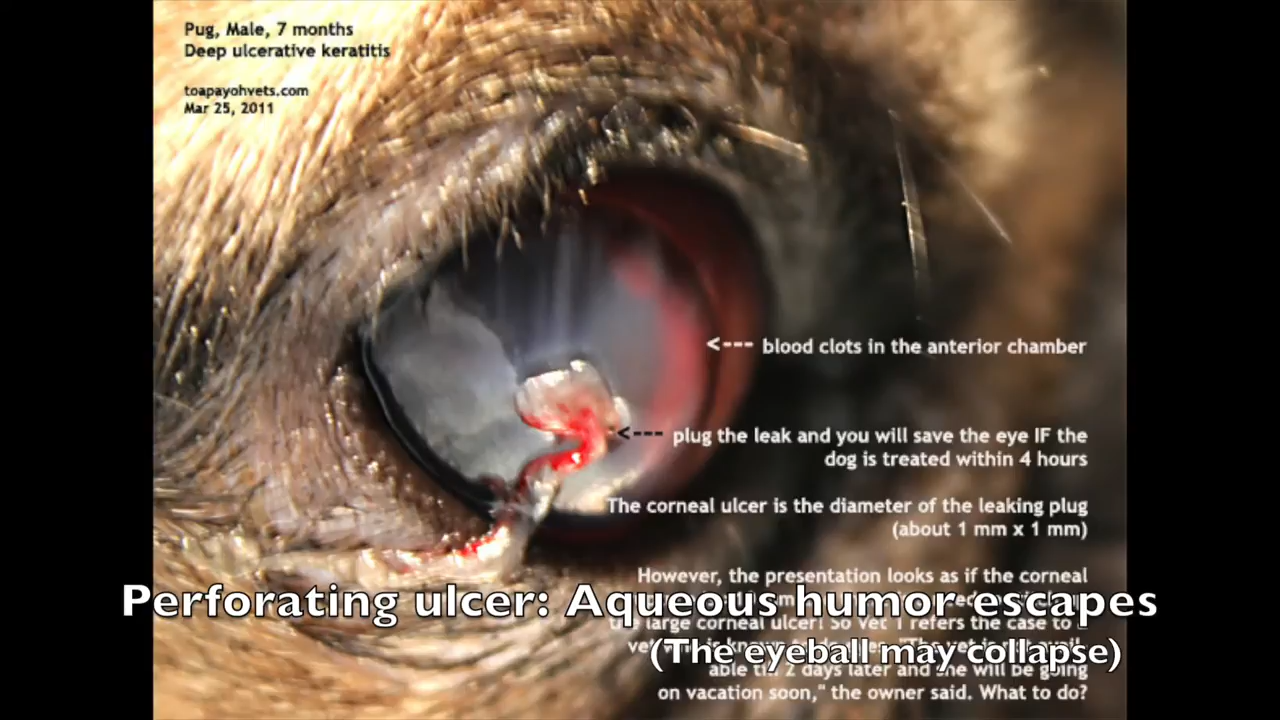 Pug, Male, 7 months
Deep ulcerative keratitis
toapayohvets.com
Mar 25, 2011
<--- blood clots in the anterior chamber
<--- plug the leak and you will save the eye IF the
dog is treated within 4 hours
The corneal ulcer is the diameter of the leaking plug
(about 1 mm x 1 mm)
However, the presentation looks as if the corneal
Perforating ulcer: Aqueous humor escapes
the large corneal ulcer! So Vet 1 refers the case to
(The eyeball may collapse)
able 2 days later and she will be going
on vacation soon," the owner said. What to do?